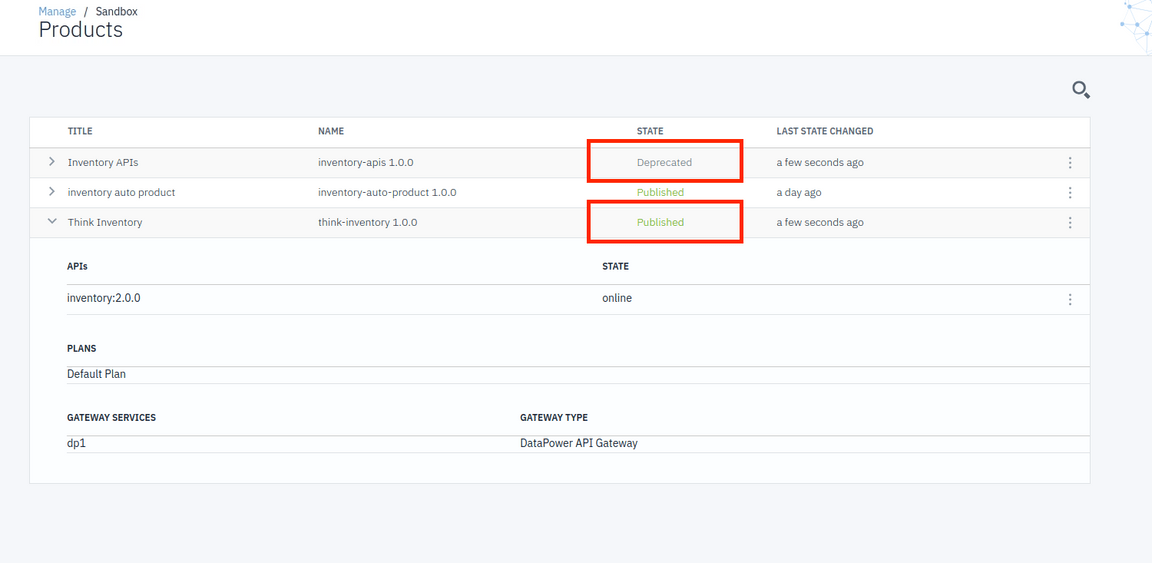 Manage / Sandbox
Products
TITLE NAME STATE LAST STATE CHANGED
Inventory APIs inventory-apis 1.0.0 Deprecated a few seconds ago
inventory auto product inventory-auto-product 1.0.0 Published a day ago
Think Inventory think-inventory 1.0.0 Published a few seconds ago
APIs STATE
inventory:2.0.0 online
PLANS
Default Plan
GATEWAY SERVICES GATEWAY TYPE
dp1 DataPower API Gateway